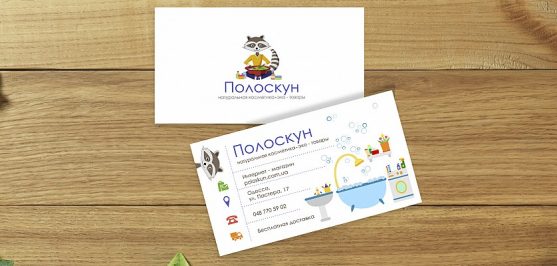 Полоскун
натуральная косметика • эко - товары
Полоскун
натуральная косметика • эко - товары
Интернет - магазин
poloskun.com.ua
Одесса,
ул. Пастера, 17
048 770 59 02
Бесплатная доставка